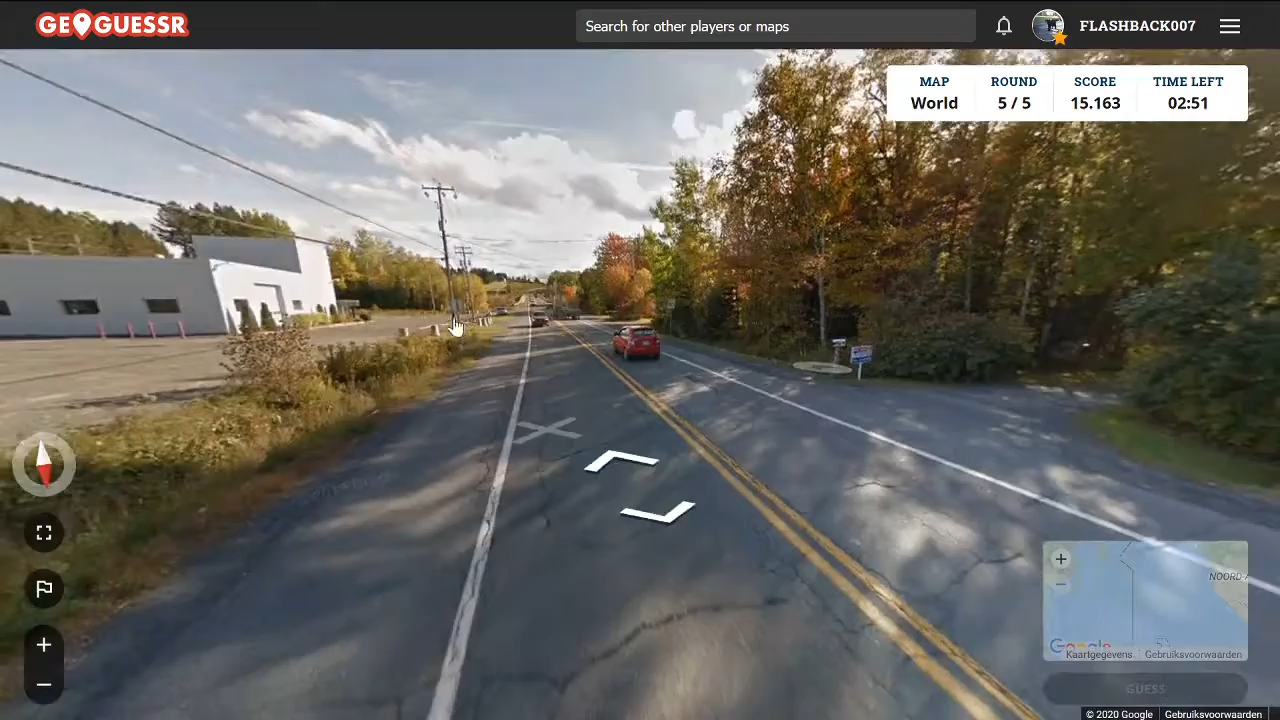 GEOGUESSR
Search for other players or maps
FLASHBACK007
MAP ROUND SCORE TIME LEFT
World 5 / 5 15.163 02:51
NOORD-A
Google
Kaartgegevens Gebruiksvoorwaarden
GUESS
© 2020 Google Gebruiksvoorwaarden